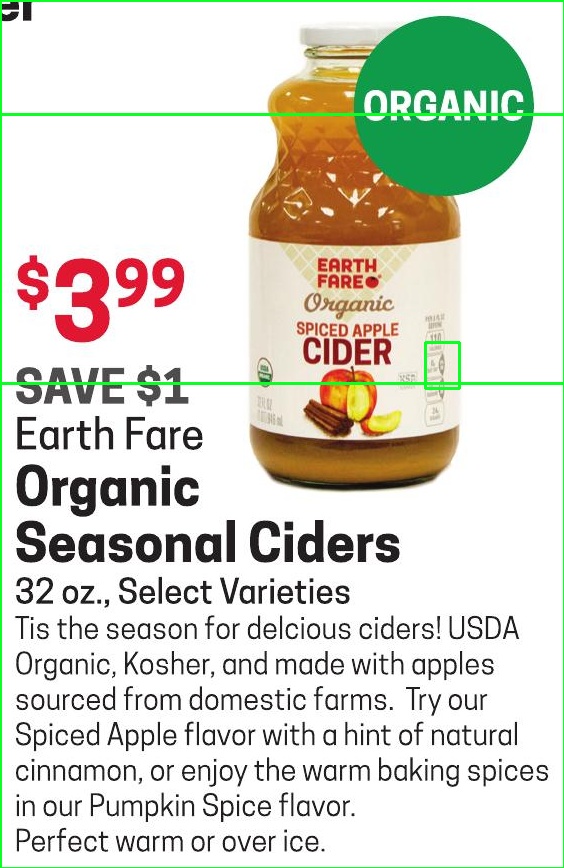 ORGANIC
EARTH
FARE
Organic
SPICED APPLE
CIDER
$3.99
SAVE $1
Earth Fare
Organic
Seasonal Ciders
32 oz., Select Varieties
Tis the season for delcious ciders! USDA
Organic, Kosher, and made with apples
sourced from domestic farms. Try our
Spiced Apple flavor with a hint of natural
cinnamon, or enjoy the warm baking spices
in our Pumpkin Spice flavor.
Perfect warm or over ice.